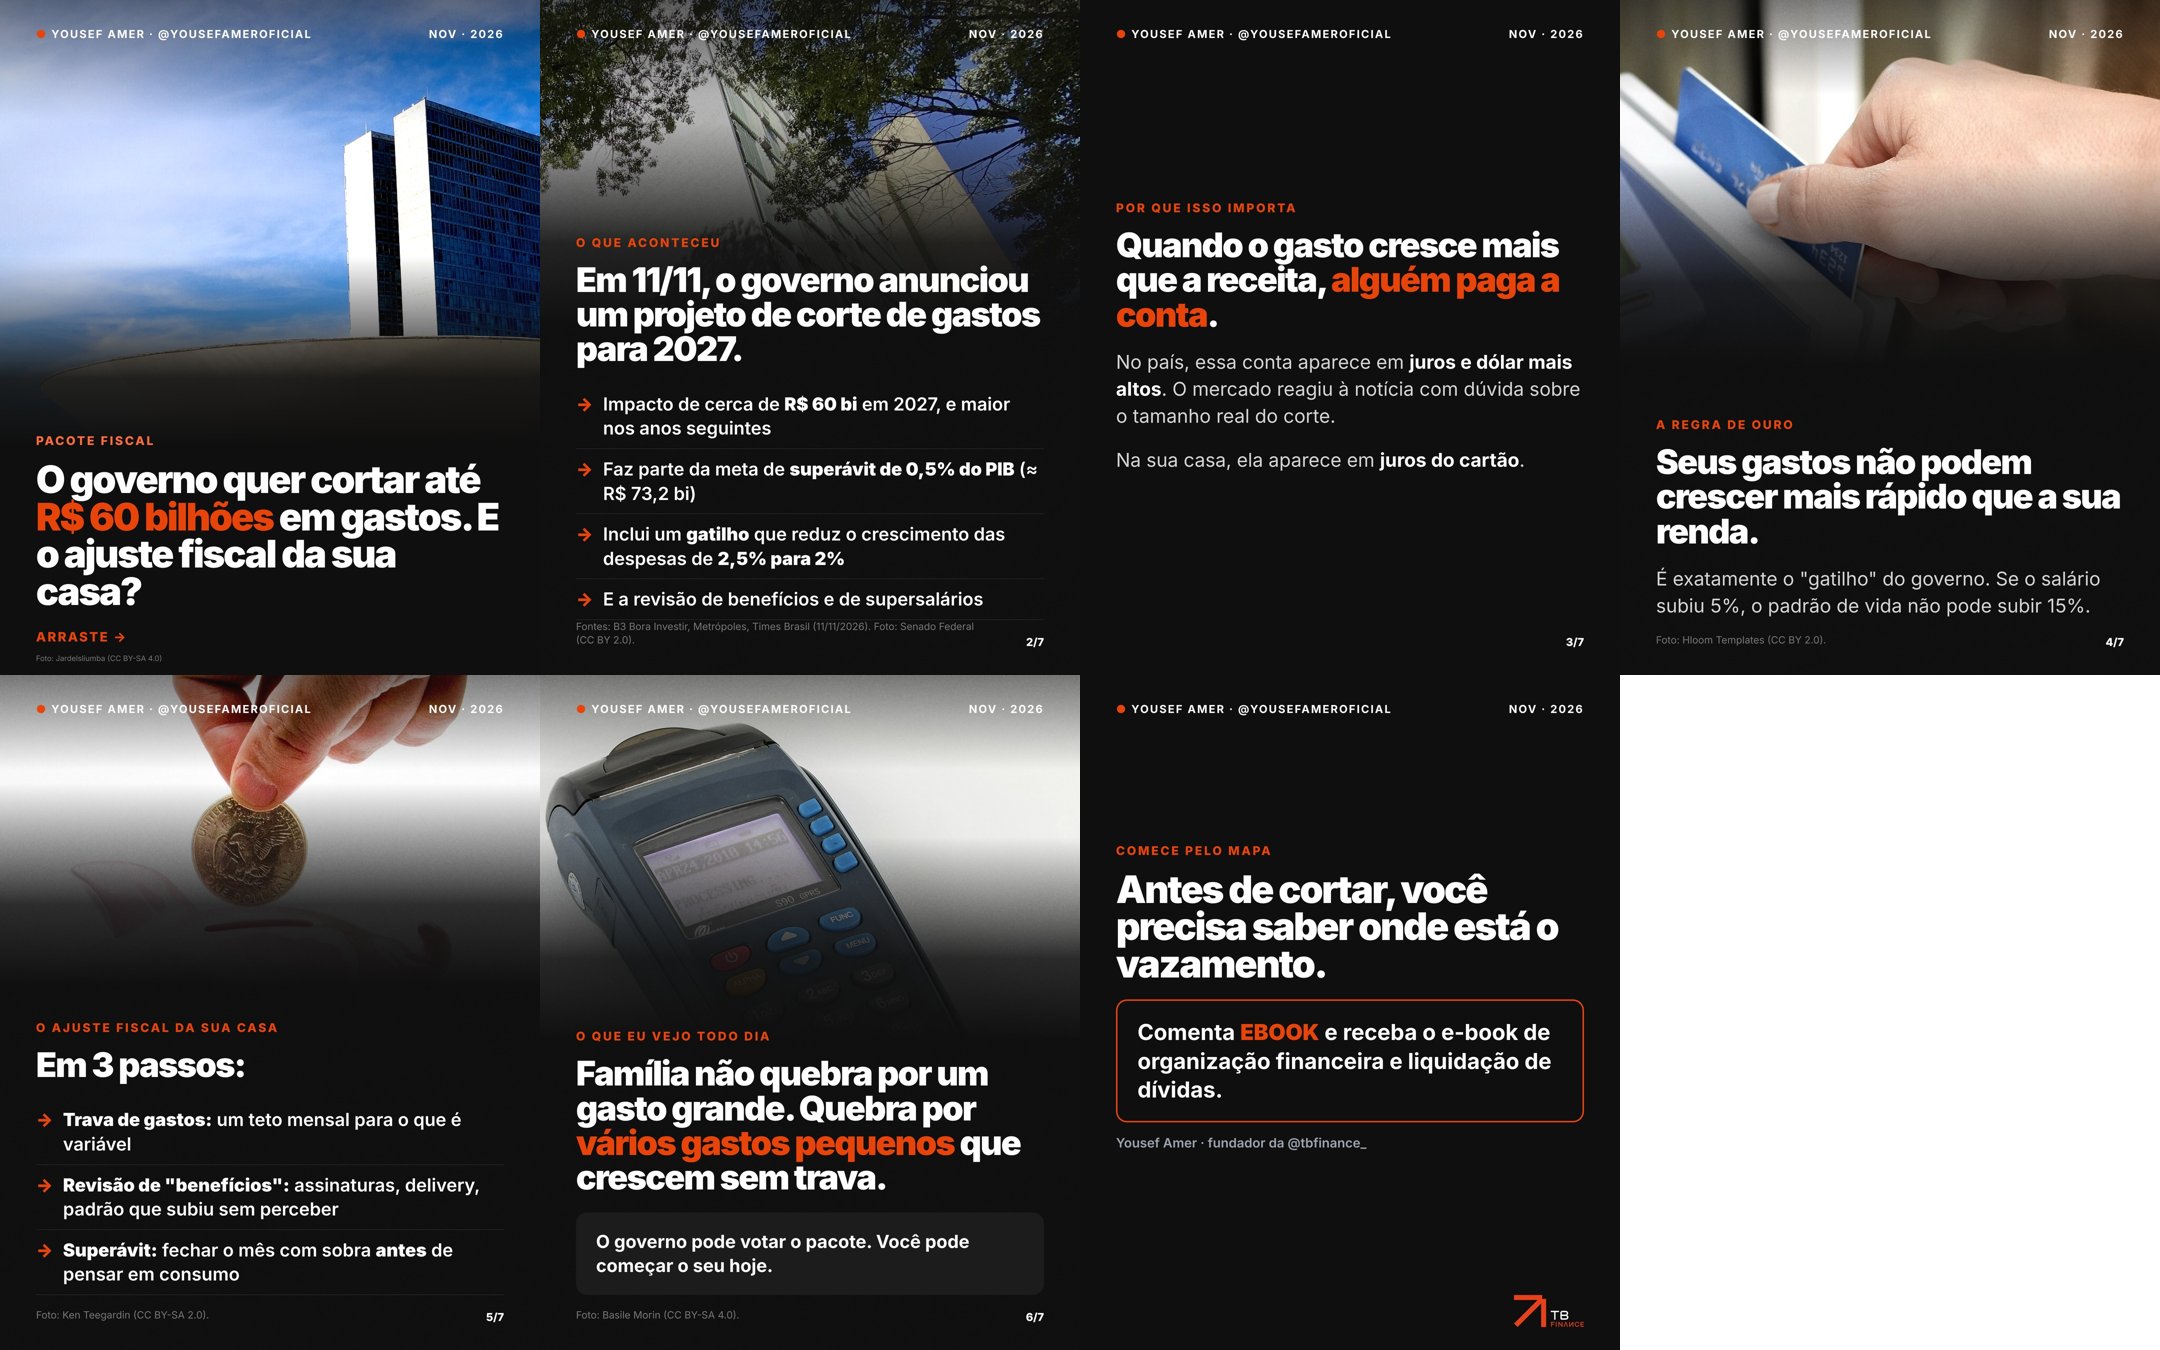 YOUSEF AMER · @YOUSEFAMEROFICIAL
NOV · 2026
PACOTE FISCAL
O governo quer cortar até
R$ 60 bilhões em gastos. E
o ajuste fiscal da sua
casa?
ARRASTE →
Foto: Jardelsliumba (CC BY-SA 4.0)
YOUSEF AMER · @YOUSEFAMEROFICIAL
NOV · 2026
O QUE ACONTECEU
Em 11/11, o governo anunciou
um projeto de corte de gastos
para 2027.
→ Impacto de cerca de R$ 60 bi em 2027, e maior
nos anos seguintes
→ Faz parte da meta de superávit de 0,5% do PIB (≈
R$ 73,2 bi)
→ Inclui um gatilho que reduz o crescimento das
despesas de 2,5% para 2%
→ E a revisão de benefícios e de supersalários
Fontes: B3 Bora Investir, Metrópoles, Times Brasil (11/11/2026). Foto: Senado Federal
(CC BY 2.0).
2/7
YOUSEF AMER · @YOUSEFAMEROFICIAL
NOV · 2026
POR QUE ISSO IMPORTA
Quando o gasto cresce mais
que a receita, alguém paga a
conta.
No país, essa conta aparece em juros e dólar mais
altos. O mercado reagiu à notícia com dúvida sobre
o tamanho real do corte.
Na sua casa, ela aparece em juros do cartão.
3/7
YOUSEF AMER · @YOUSEFAMEROFICIAL
NOV · 2026
A REGRA DE OURO
Seus gastos não podem
crescer mais rápido que a sua
renda.
É exatamente o "gatilho" do governo. Se o salário
subiu 5%, o padrão de vida não pode subir 15%.
Foto: Hloom Templates (CC BY 2.0).
4/7
YOUSEF AMER · @YOUSEFAMEROFICIAL
NOV · 2026
O AJUSTE FISCAL DA SUA CASA
Em 3 passos:
→ Trava de gastos: um teto mensal para o que é
variável
→ Revisão de "benefícios": assinaturas, delivery,
padrão que subiu sem perceber
→ Superávit: fechar o mês com sobra antes de
pensar em consumo
Foto: Ken Teegardin (CC BY-SA 2.0).
5/7
YOUSEF AMER · @YOUSEFAMEROFICIAL
NOV · 2026
S90 GPRS
FUNC
MENU
O QUE EU VEJO TODO DIA
Família não quebra por um
gasto grande. Quebra por
vários gastos pequenos que
crescem sem trava.
O governo pode votar o pacote. Você pode
começar o seu hoje.
Foto: Basile Morin (CC BY-SA 4.0).
6/7
YOUSEF AMER · @YOUSEFAMEROFICIAL
NOV · 2026
COMECE PELO MAPA
Antes de cortar, você
precisa saber onde está o
vazamento.
Comenta EBOOK e receba o e-book de
organização financeira e liquidação de
dívidas.
Yousef Amer · fundador da @tbfinance_
TB
FINANCE